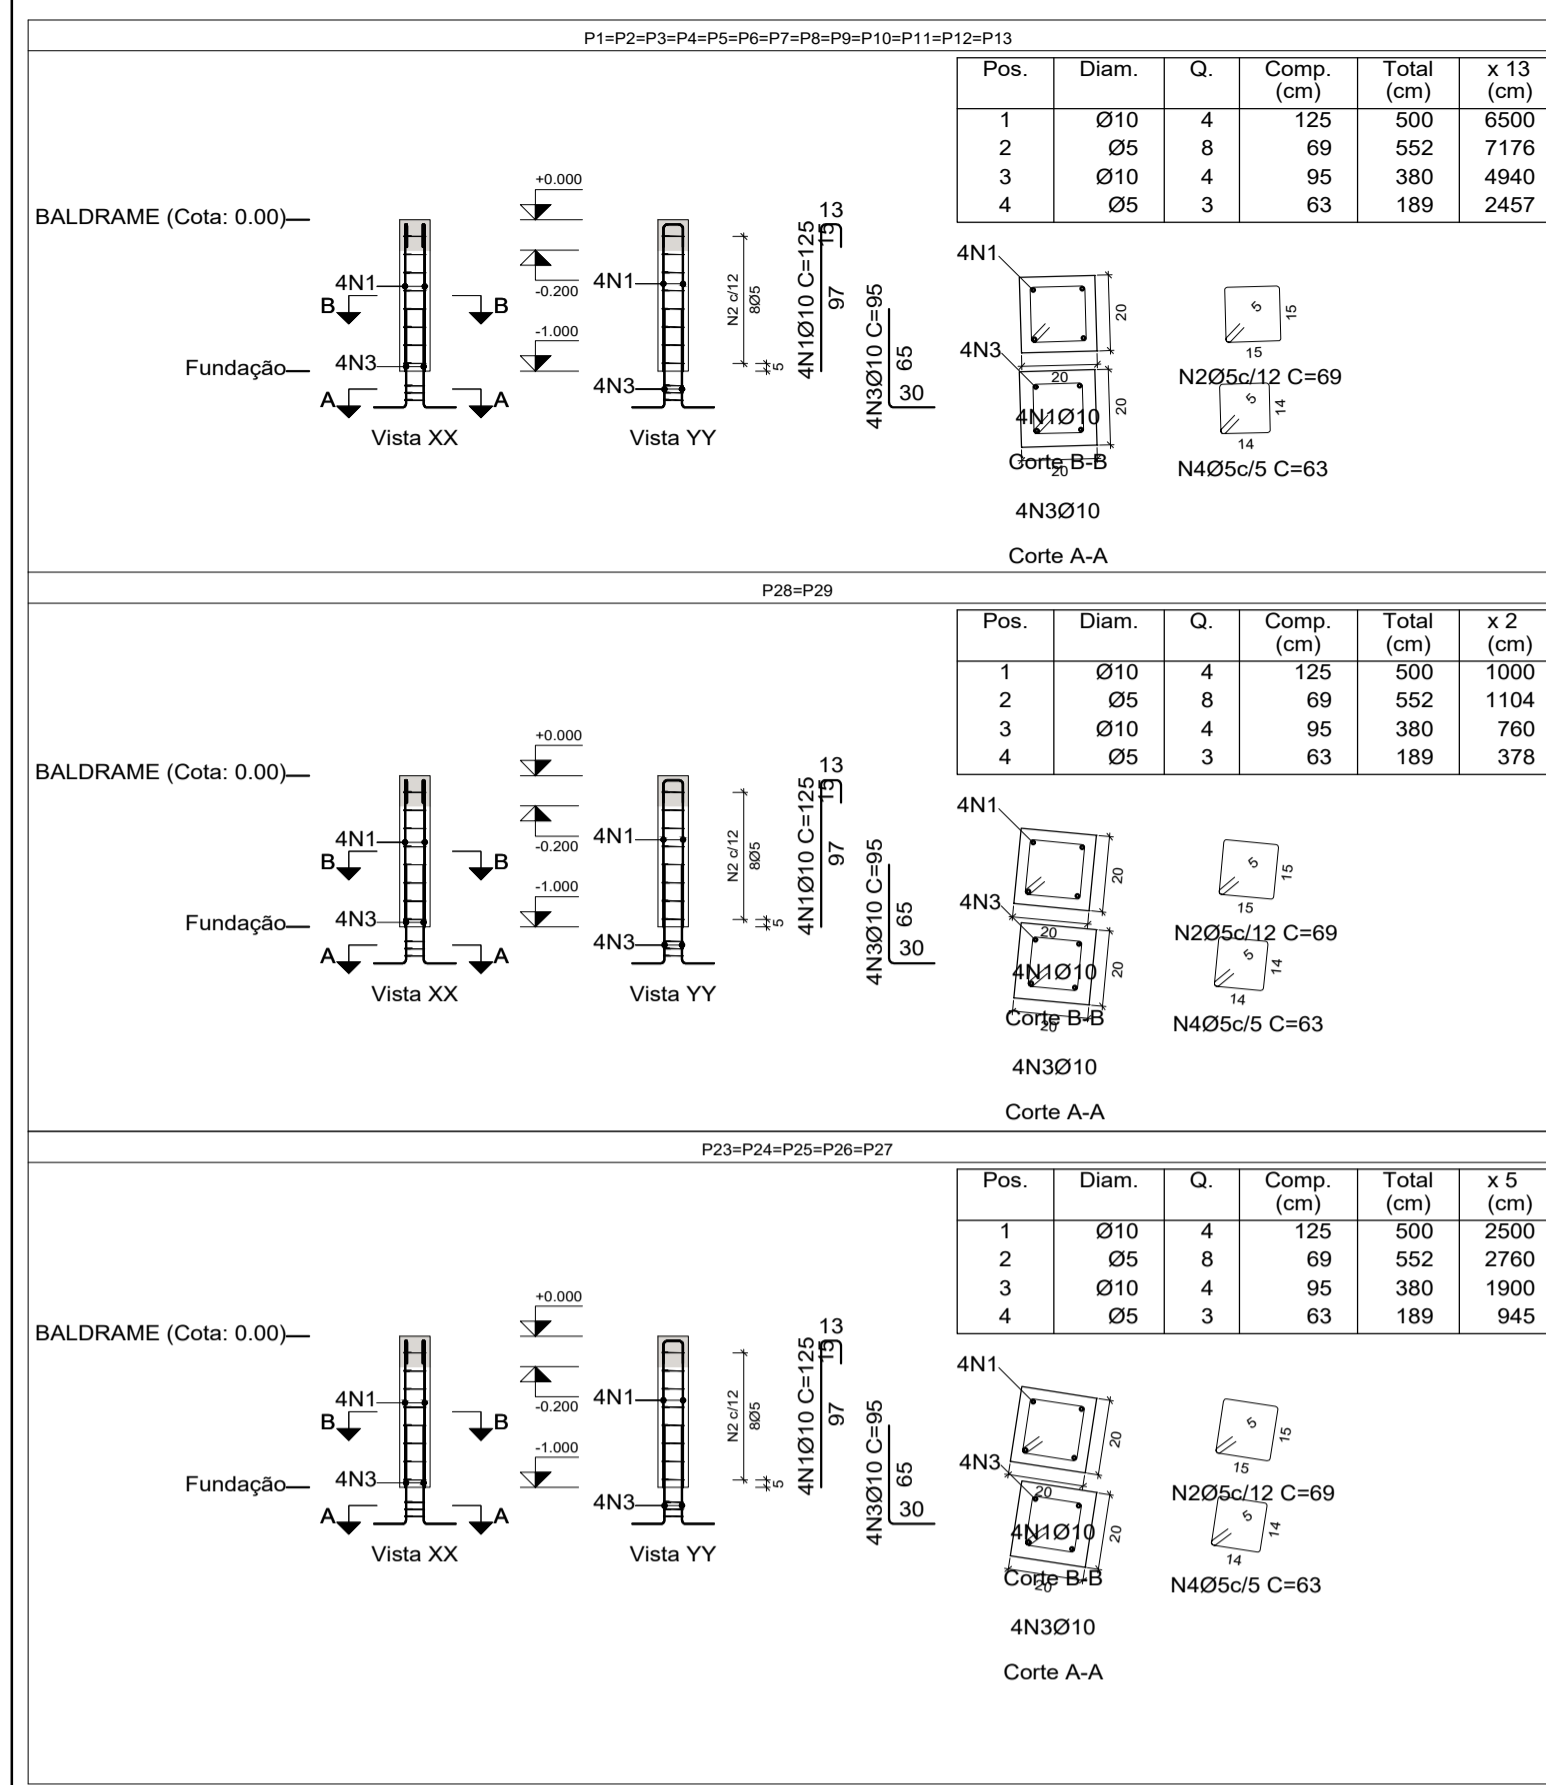 P1=P2=P3=P4=P5=P6=P7=P8=P9=P10=P11=P12=P13
Pos. Diam. Q. Comp. (cm) Total (cm) x 13 (cm)
1 Ø10 4 125 500 6500
2 Ø5 8 69 552 7176
3 Ø10 4 95 380 4940
4 Ø5 3 63 189 2457
BALDRAME (Cota: 0.00)
Fundação
4N1
B B
4N3
A A
Vista XX
+0.000
-0.200
-1.000
4N1
4N3
Vista YY
N2 c/12
8Ø5
5
4N1Ø10 C=125
13
15
97
4N3Ø10 C=95
65
30
4N1
20
20
4N1Ø10
Corte B-B
4N3
20
20
4N3Ø10
Corte A-A
5
15
15
N2Ø5c/12 C=69
5
14
14
N4Ø5c/5 C=63
P28=P29
Pos. Diam. Q. Comp. (cm) Total (cm) x 2 (cm)
1 Ø10 4 125 500 1000
2 Ø5 8 69 552 1104
3 Ø10 4 95 380 760
4 Ø5 3 63 189 378
BALDRAME (Cota: 0.00)
Fundação
4N1
B B
4N3
A A
Vista XX
+0.000
-0.200
-1.000
4N1
4N3
Vista YY
N2 c/12
8Ø5
5
4N1Ø10 C=125
13
15
97
4N3Ø10 C=95
65
30
4N1
20
20
4N1Ø10
Corte B-B
4N3
20
20
4N3Ø10
Corte A-A
5
15
15
N2Ø5c/12 C=69
5
14
14
N4Ø5c/5 C=63
P23=P24=P25=P26=P27
Pos. Diam. Q. Comp. (cm) Total (cm) x 5 (cm)
1 Ø10 4 125 500 2500
2 Ø5 8 69 552 2760
3 Ø10 4 95 380 1900
4 Ø5 3 63 189 945
BALDRAME (Cota: 0.00)
Fundação
4N1
B B
4N3
A A
Vista XX
+0.000
-0.200
-1.000
4N1
4N3
Vista YY
N2 c/12
8Ø5
5
4N1Ø10 C=125
13
15
97
4N3Ø10 C=95
65
30
4N1
20
20
4N1Ø10
Corte B-B
4N3
20
20
4N3Ø10
Corte A-A
5
15
15
N2Ø5c/12 C=69
5
14
14
N4Ø5c/5 C=63